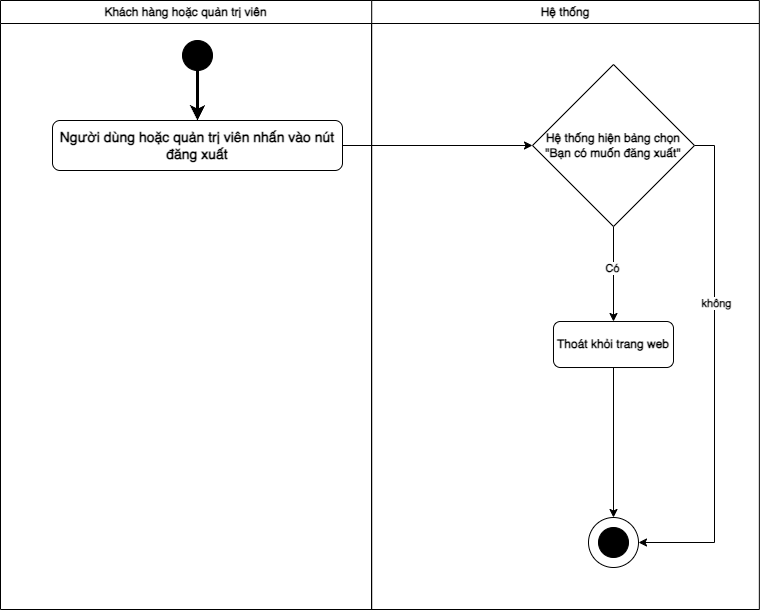 Khách hàng hoặc quản trị viên
Hệ thống
Người dùng hoặc quản trị viên nhấn vào nút
đăng xuất
Hệ thống hiện bảng chọn
"Bạn có muốn đăng xuất"
Có
không
Thoát khỏi trang web